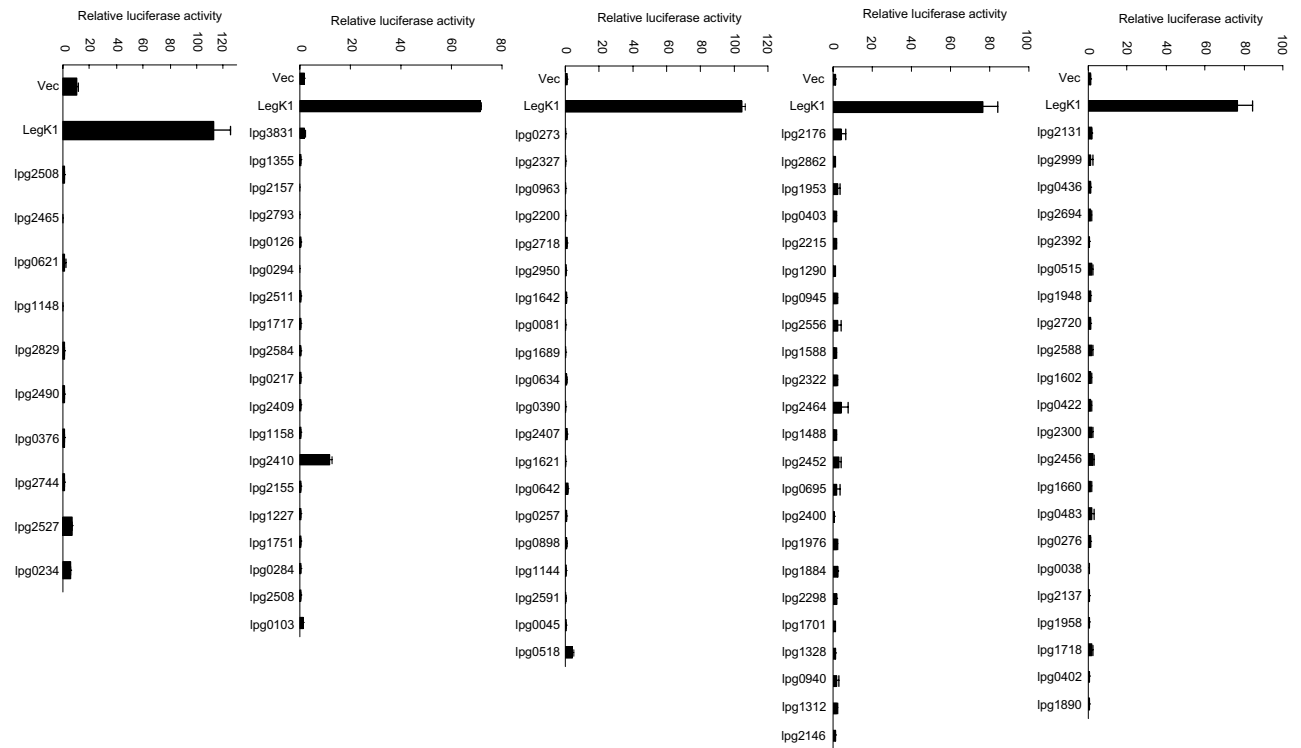 Relative luciferase activity
0 20 40 60 80 100 120
Vec
LegK1
lpg2508
lpg2465
lpg0621
lpg1148
lpg2829
lpg2490
lpg0376
lpg2744
lpg2527
lpg0234
Relative luciferase activity
0 20 40 60 80
Vec
LegK1
lpg3831
lpg1355
lpg2157
lpg2793
lpg0126
lpg0294
lpg2511
lpg1717
lpg2584
lpg0217
lpg2409
lpg1158
lpg2410
lpg2155
lpg1227
lpg1751
lpg0284
lpg2508
lpg0103
Relative luciferase activity
0 20 40 60 80 100 120
Vec
LegK1
lpg0273
lpg2327
lpg0963
lpg2200
lpg2718
lpg2950
lpg1642
lpg0081
lpg1689
lpg0634
lpg0390
lpg2407
lpg1621
lpg0642
lpg0257
lpg0898
lpg1144
lpg2591
lpg0045
lpg0518
Relative luciferase activity
0 20 40 60 80 100
Vec
LegK1
lpg2176
lpg2862
lpg1953
lpg0403
lpg2215
lpg1290
lpg0945
lpg2556
lpg1588
lpg2322
lpg2464
lpg1488
lpg2452
lpg0695
lpg2400
lpg1976
lpg1884
lpg2298
lpg1701
lpg1328
lpg0940
lpg1312
lpg2146
Relative luciferase activity
0 20 40 60 80 100
Vec
LegK1
lpg2131
lpg2999
lpg0436
lpg2694
lpg2392
lpg0515
lpg1948
lpg2720
lpg2588
lpg1602
lpg0422
lpg2300
lpg2456
lpg1660
lpg0483
lpg0276
lpg0038
lpg2137
lpg1958
lpg1718
lpg0402
lpg1890